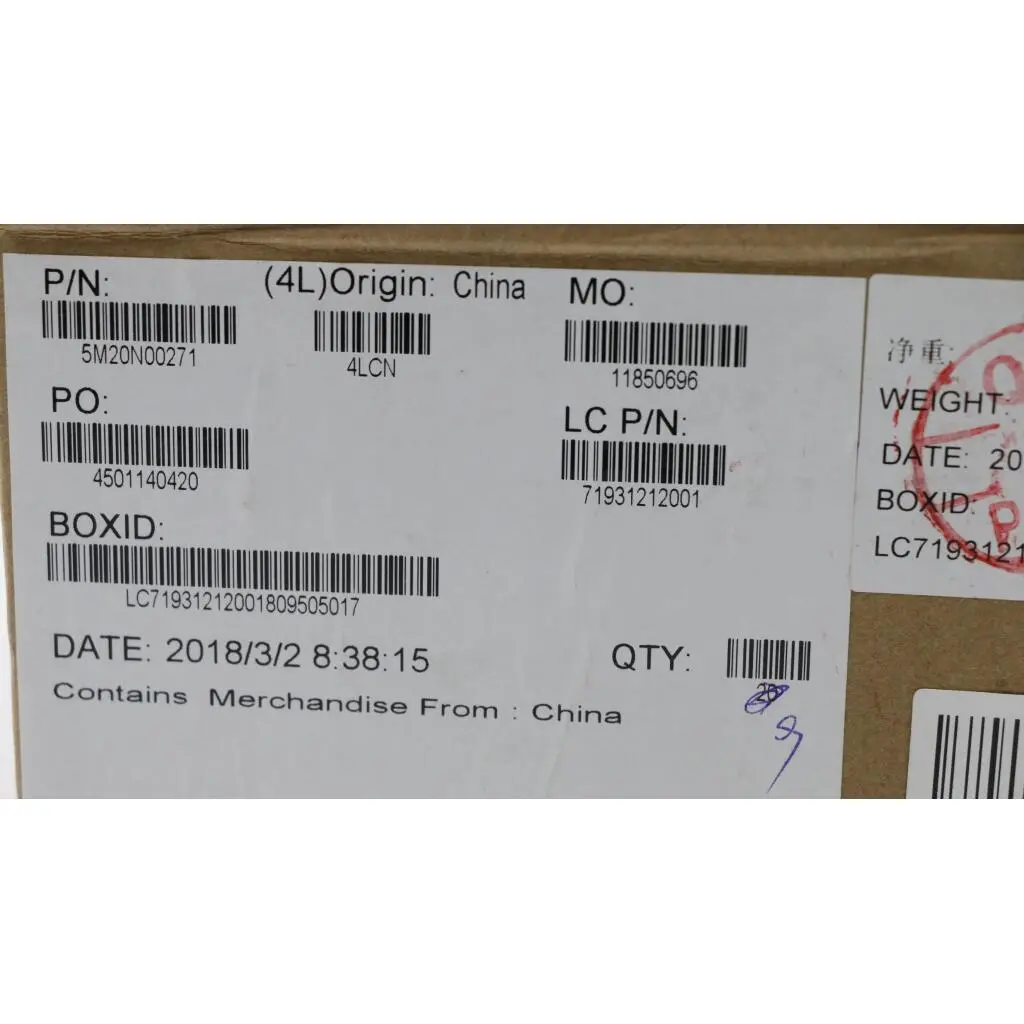 P/N:
5M20N00271
(4L)Origin: China
4LCN
MO:
11850696
PO:
4501140420
LC P/N:
71931212001
BOXID:
LC71931212001809505017
DATE: 2018/3/2 8:38:15
QTY:
Contains Merchandise From : China
净重:
WEIGHT:
DATE: 20
BOXID:
LC7193121